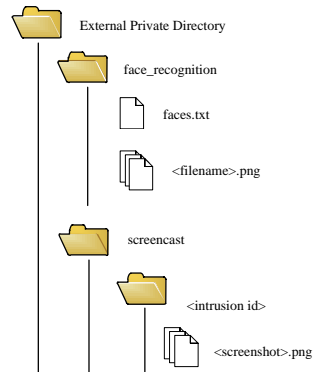 External Private Directory
face_recognition
faces.txt
<filename>.png
screencast
<intrusion id>
<screenshot>.png